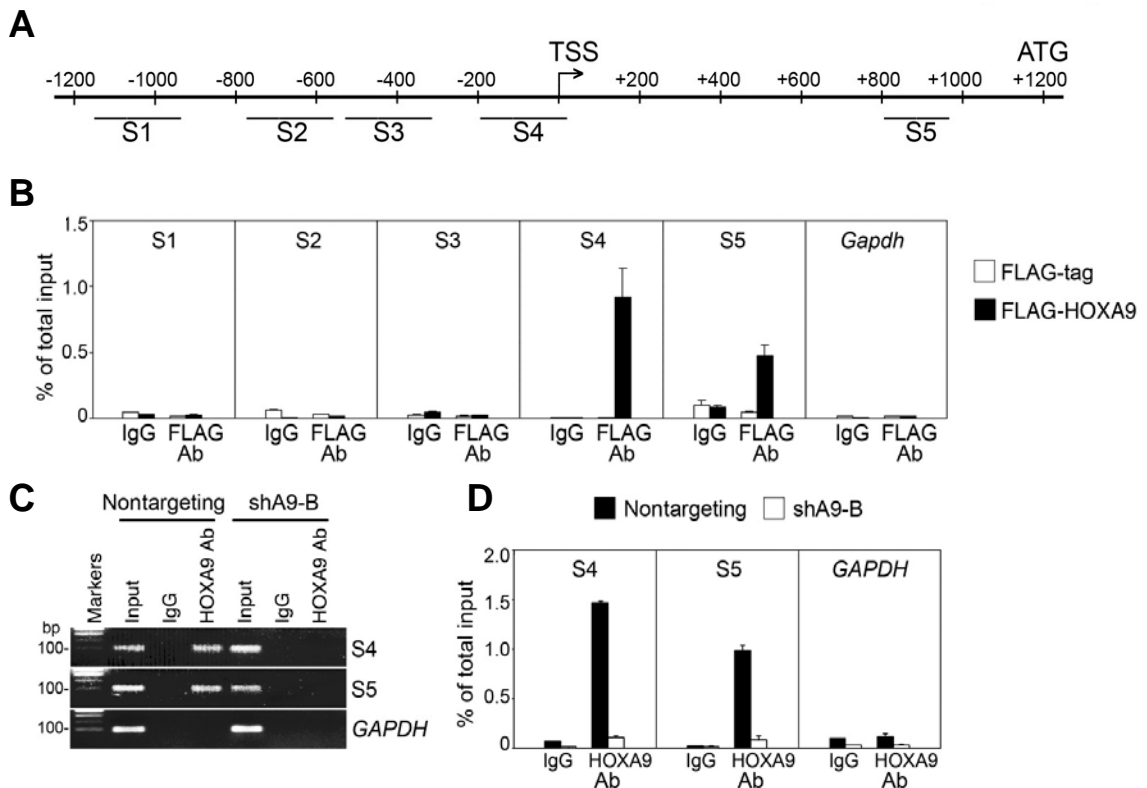 A
TSS
ATG
-1200 -1000 -800 -600 -400 -200 +200 +400 +600 +800 +1000 +1200
S1 S2 S3 S4 S5
B
% of total input
1.5
1.0
0.5
0
S1 S2 S3 S4 S5 Gapdh
IgG FLAG IgG FLAG IgG FLAG IgG FLAG IgG FLAG IgG FLAG
Ab Ab Ab Ab Ab Ab
FLAG-tag
FLAG-HOXA9
C
Nontargeting shA9-B
Markers Input IgG HOXA9 Ab Input IgG HOXA9 Ab
bp
100- S4
100- S5
100- GAPDH
D
Nontargeting shA9-B
% of total input
2.0
1.5
1.0
0.5
0
S4 S5 GAPDH
IgG HOXA9 IgG HOXA9 IgG HOXA9
Ab Ab Ab